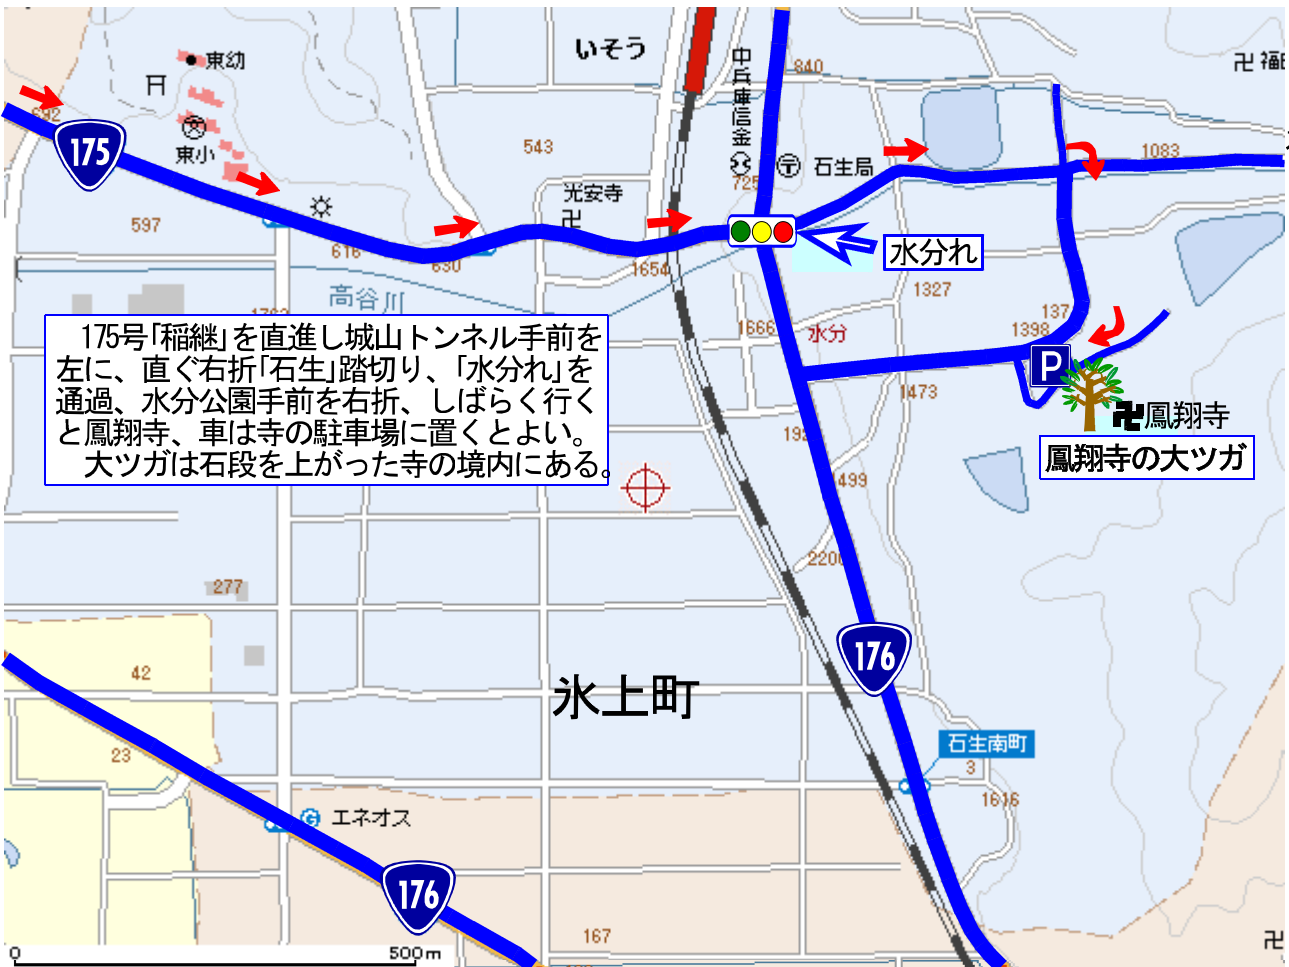 いそう
中兵庫信金
840
卍 福
東幼
692
175
東小
543
石生局
1083
725
光安寺
卍
597
616
630
1654
水分れ
高谷川
1327
137
1398
1666
水分
175号「稲継」を直進し城山トンネル手前を
左に、直ぐ右折「石生」踏切り、「水分れ」を
通過、水分公園手前を右折、しばらく行く
と鳳翔寺、車は寺の駐車場に置くとよい。
大ツガは石段を上がった寺の境内にある。
P
1473
卍鳳翔寺
鳳翔寺の大ツガ
192
499
2200
277
176
42
氷上町
石生南町
23
3
1616
エネオス
176
167
卍
0 500m